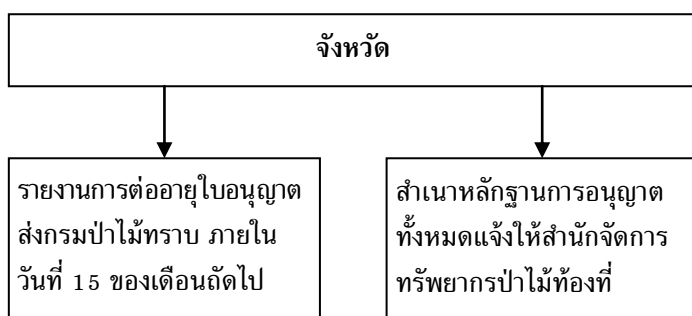 จังหวัด
รายงานการต่ออายุใบอนุญาต
ส่งกรมป่าไม้ทราบ ภายใน
วันที่ 15 ของเดือนถัดไป
สำเนาหลักฐานการอนุญาต
ทั้งหมดแจ้งให้สำนักจัดการ
ทรัพยากรป่าไม้ท้องที่